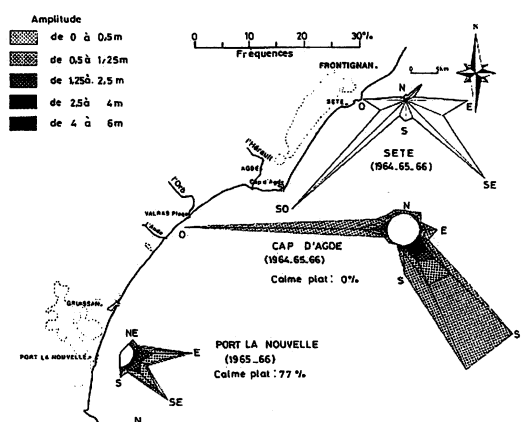 Amplitude
de 0 à 0,5m
de 0,5 à 1,25m
de 1,25à 2,5 m
de 2,5 à 4m
de 4 à 6m
0 10 20 30%
Fréquences
N
0 5km
FRONTIGNAN
SETE
N
O E
S
SETE
(1964.65.66)
SO
SE
l'Hérault
AGDE
Cap d'Agde
l'Orb
VALRAS Plage
l'Aude
O
N
E
CAP D'AGDE
(1964.65.66)
Calme plat: 0%
S
S
GRUISSAN
PORT LA NOUVELLE
NE
E
S
SE
PORT LA NOUVELLE
(1965_66)
Calme plat: 77 %
N